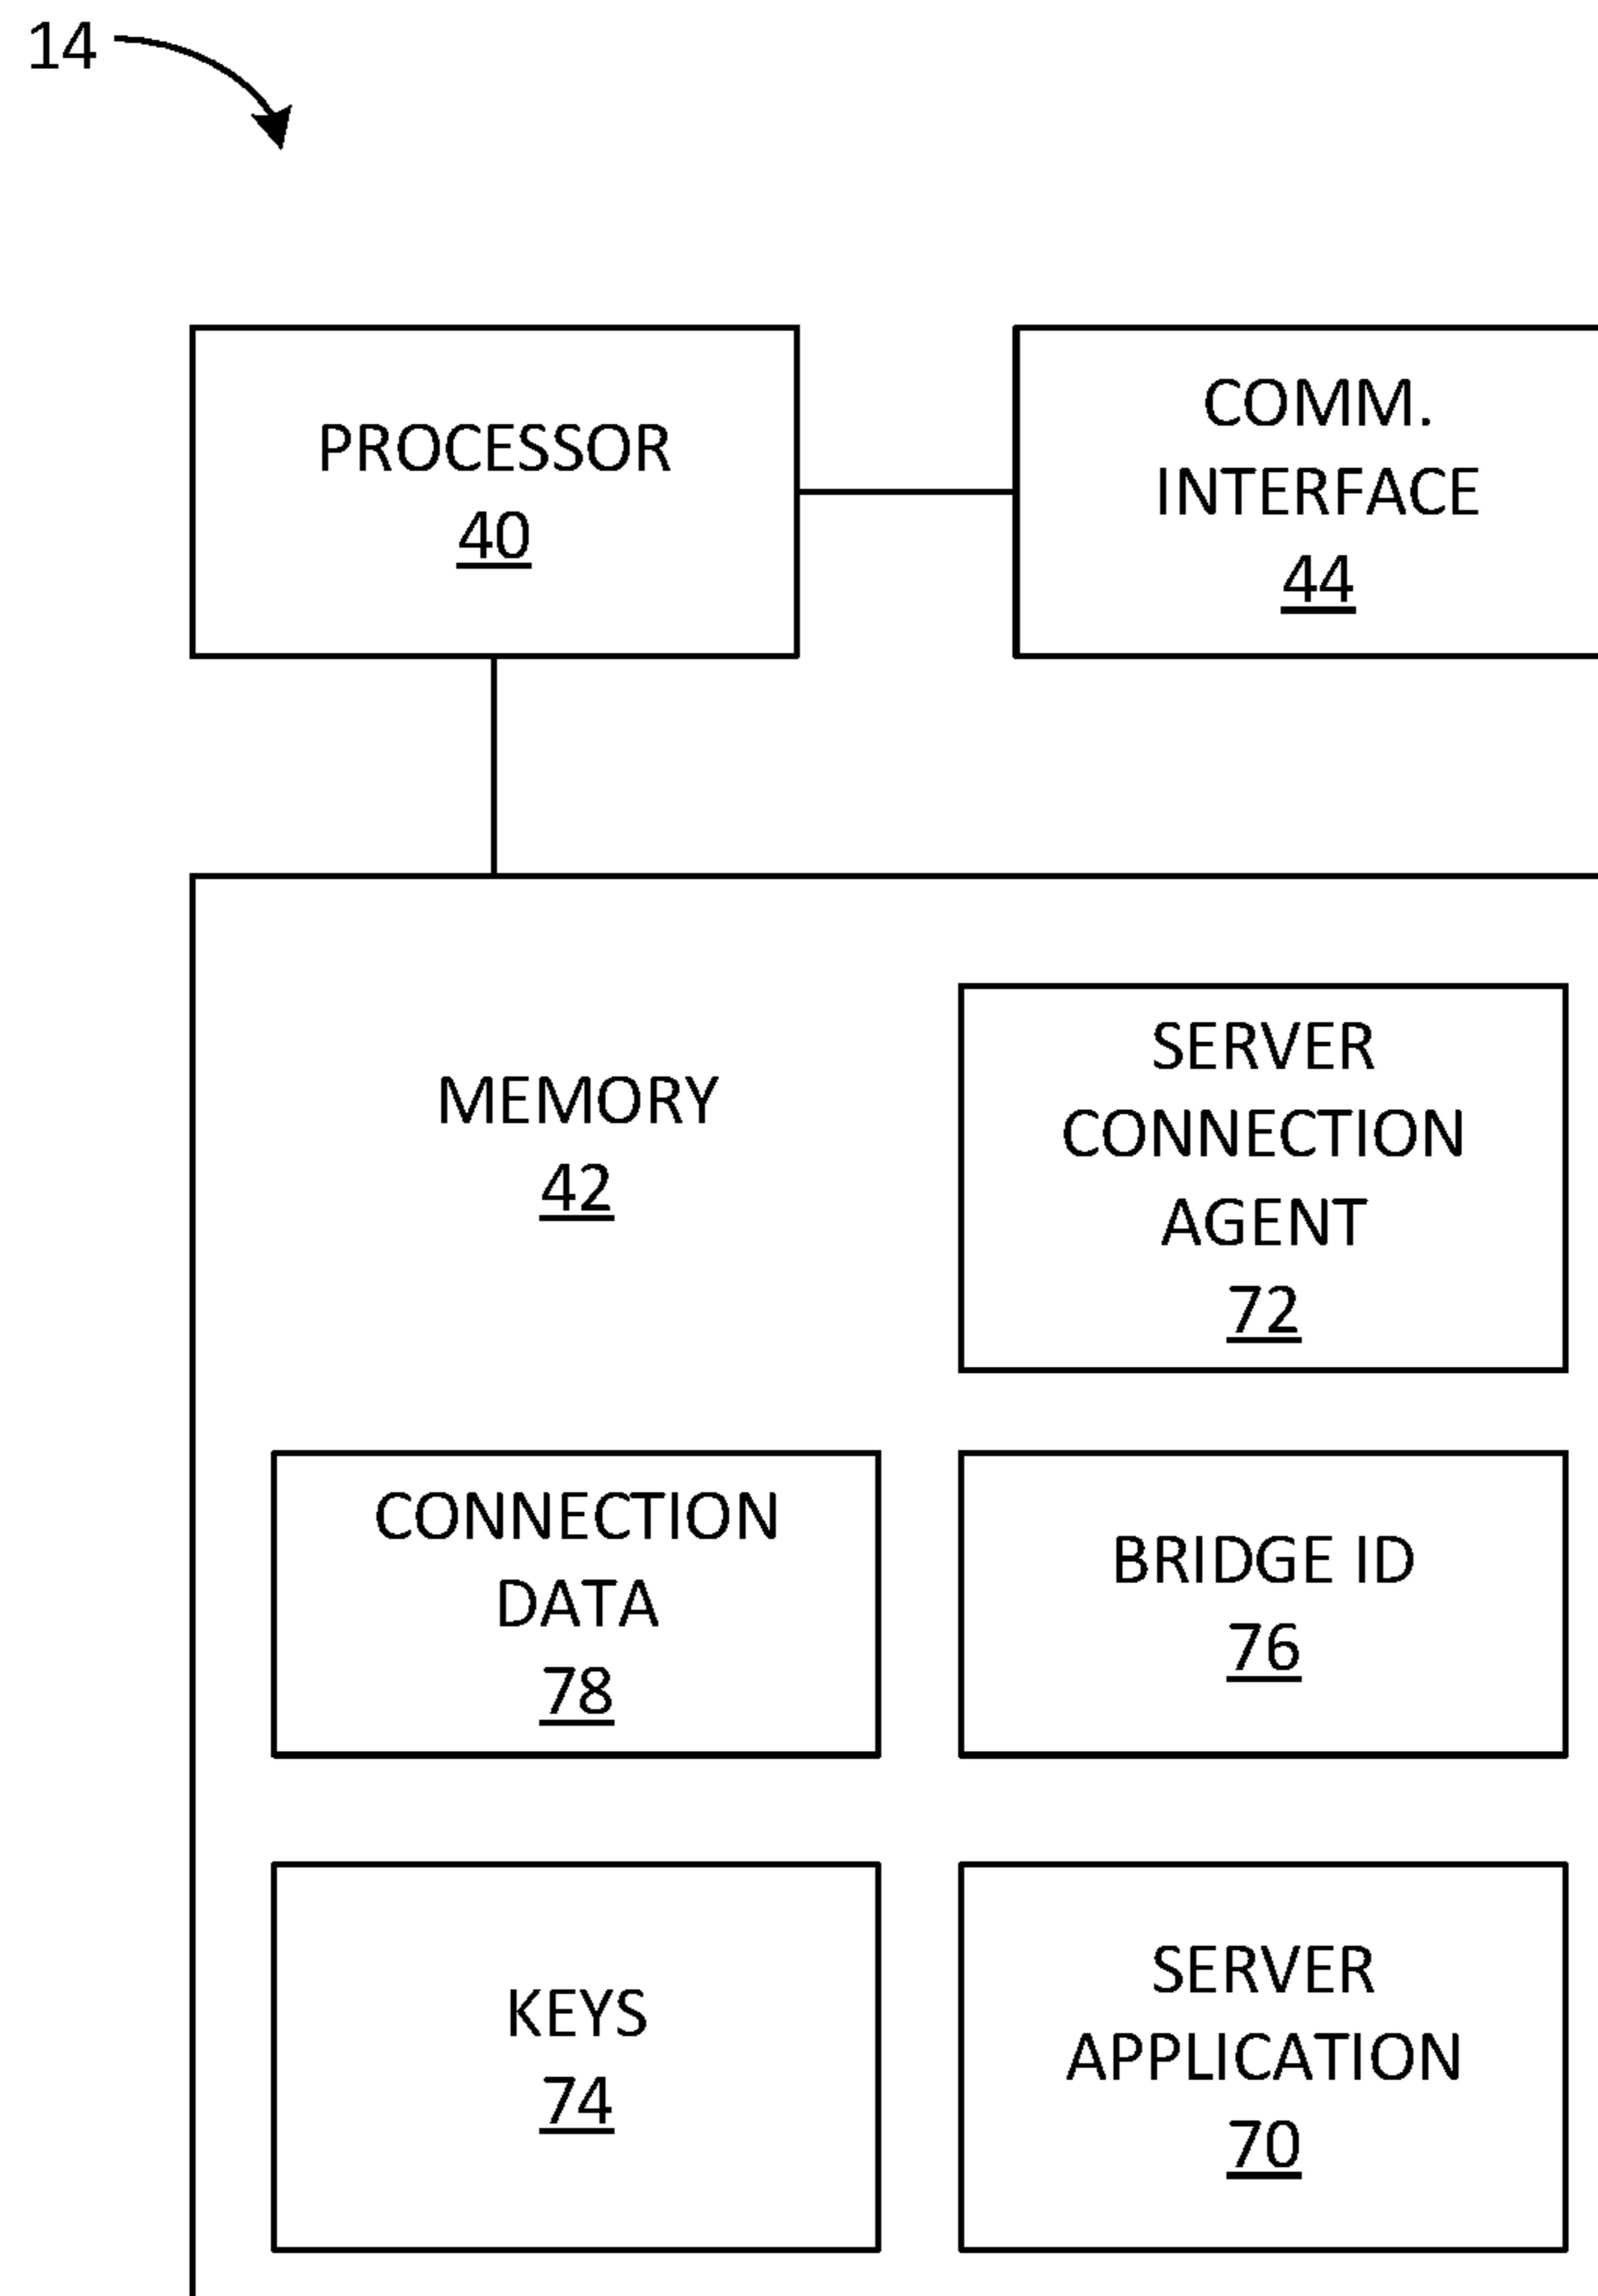 14
PROCESSOR
40
COMM.
INTERFACE
44
MEMORY
42
SERVER
CONNECTION
AGENT
72
CONNECTION
DATA
78
BRIDGE ID
76
KEYS
74
SERVER
APPLICATION
70